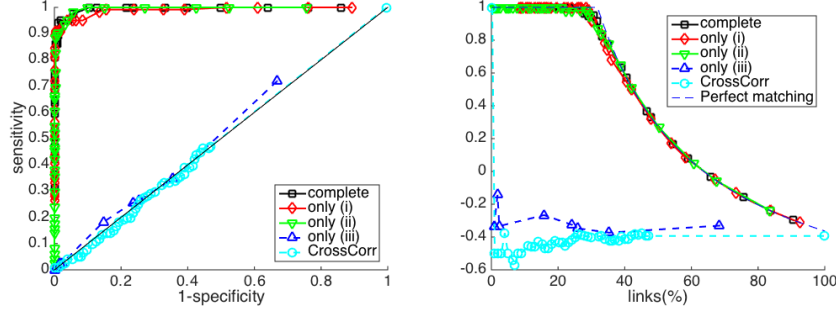 1
0.9
0.8
0.7
0.6
0.5
0.4
0.3
0.2
0.1
0
sensitivity
0 0.2 0.4 0.6 0.8 1
1-specificity
complete
only (i)
only (ii)
only (iii)
CrossCorr
1
0.8
0.6
0.4
0.2
0
-0.2
-0.4
-0.6
0 20 40 60 80 100
links(%)
complete
only (i)
only (ii)
only (iii)
CrossCorr
Perfect matching